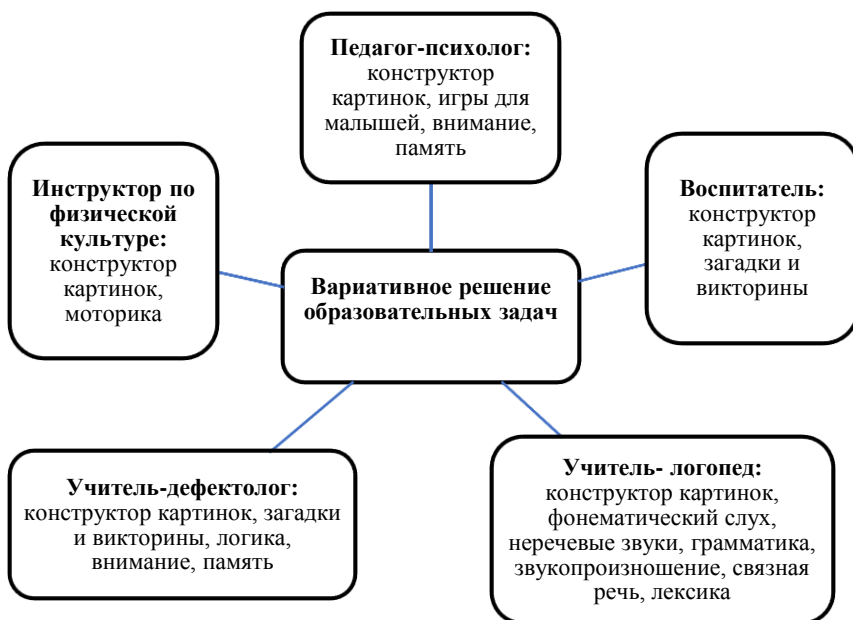 Педагог-психолог:
конструктор
картинок, игры для
малышей, внимание,
память
Инструктор по
физической
культуре:
конструктор
картинок,
моторика
Воспитатель:
конструктор
картинок,
загадки и
викторины
Вариативное решение
образовательных задач
Учитель-дефектолог:
конструктор картинок, загадки
и викторины, логика,
внимание, память
Учитель- логопед:
конструктор картинок,
фонематический слух,
неречевые звуки, грамматика,
звукопроизношение, связная
речь, лексика